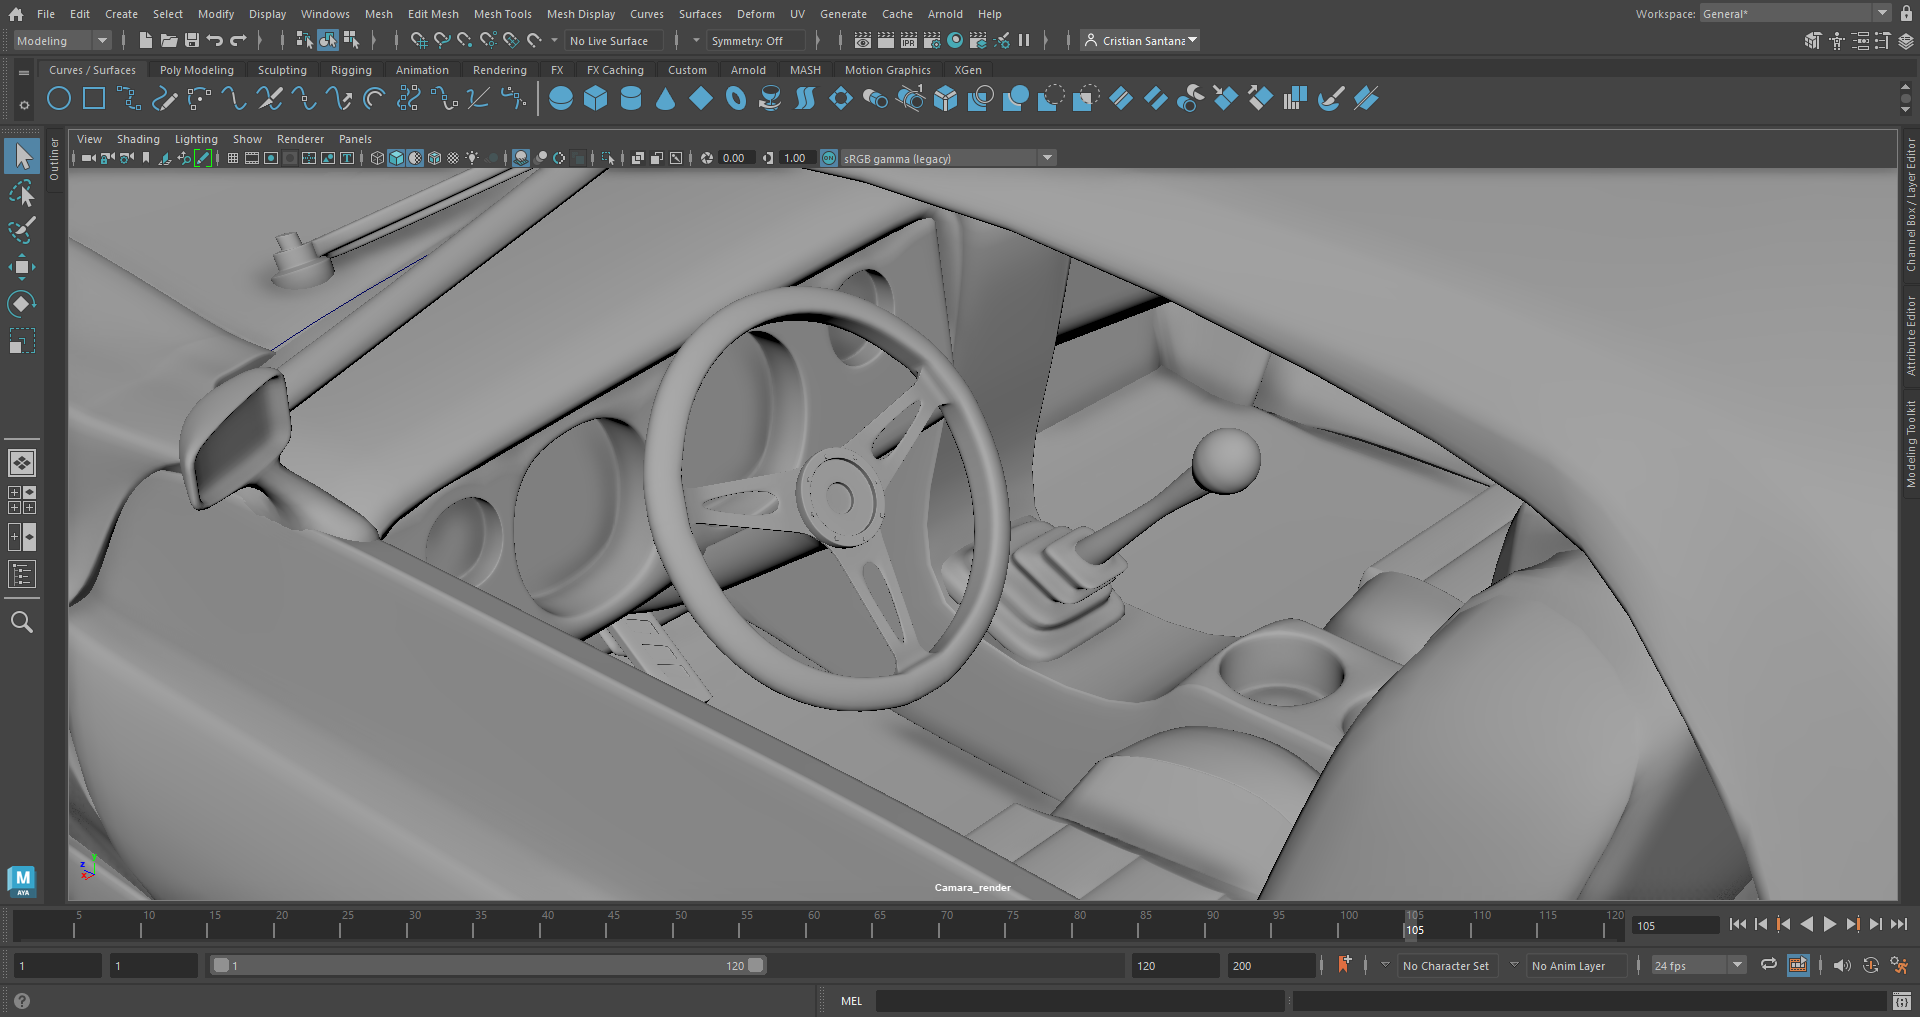 File Edit Create Select Modify Display Windows Mesh Edit Mesh Mesh Tools Mesh Display Curves Surfaces Deform UV Generate Cache Arnold Help Workspace: General*
Modeling No Live Surface Symmetry: Off IPR Cristian Santana
Curves / Surfaces Poly Modeling Sculpting Rigging Animation Rendering FX FX Caching Custom Arnold MASH Motion Graphics XGen
View Shading Lighting Show Renderer Panels
0.00 1.00 ON sRGB gamma (legacy)
Outliner
Channel Box / Layer Editor
Attribute Editor
Modeling Toolkit
M
AYA
z y x
Camara_render
5 10 15 20 25 30 35 40 45 50 55 60 65 70 75 80 85 90 95 100 105 110 115 120
105 105
1 1 1 120 120 200 No Character Set No Anim Layer 24 fps
MEL